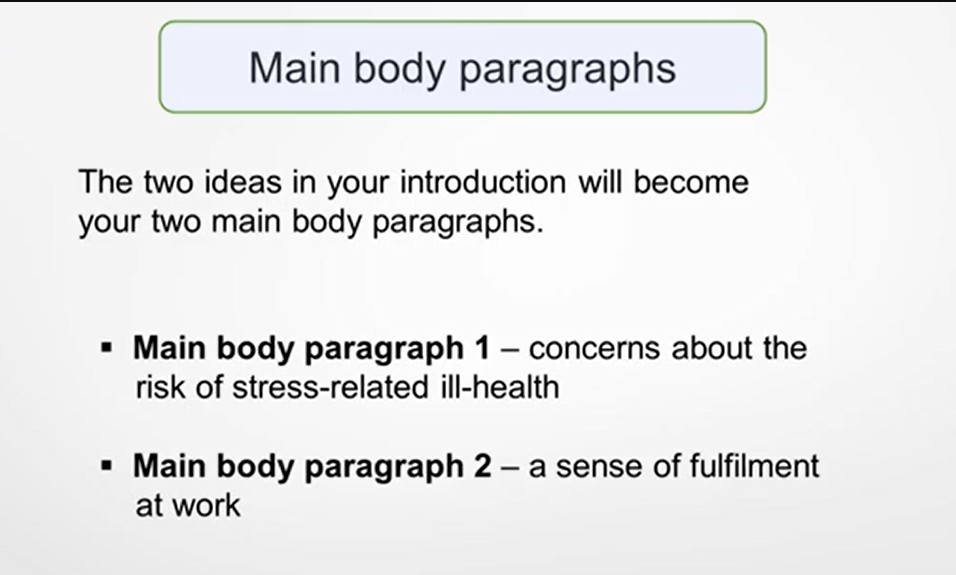 Main body paragraphs
The two ideas in your introduction will become
your two main body paragraphs.
▪ Main body paragraph 1 – concerns about the
risk of stress-related ill-health
▪ Main body paragraph 2 – a sense of fulfilment
at work